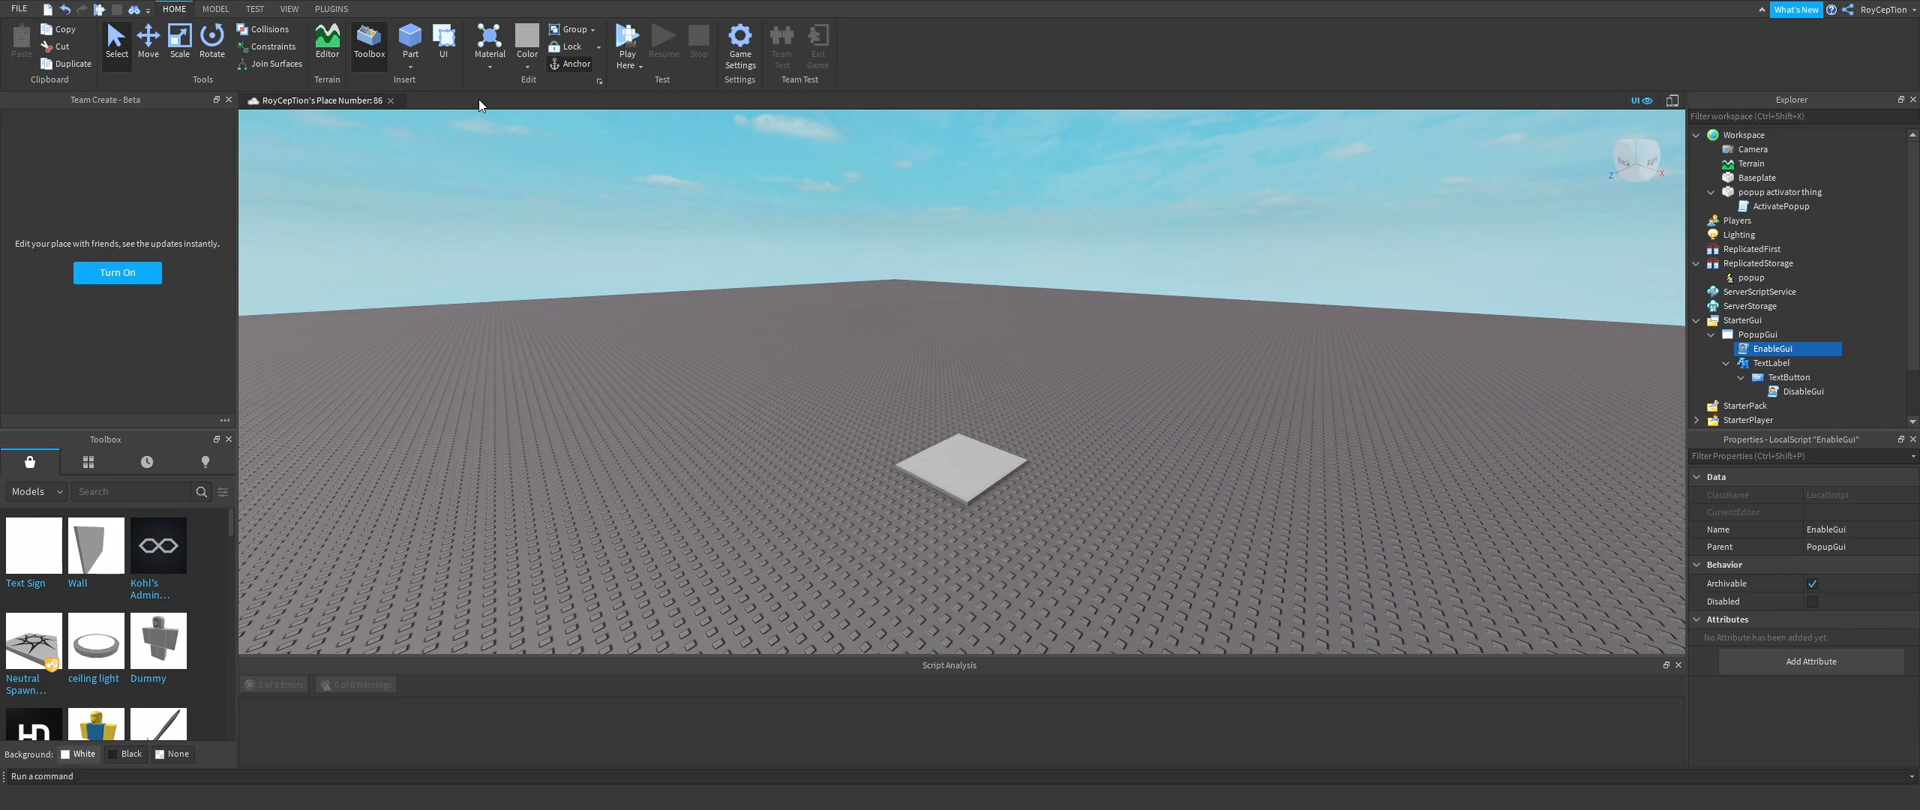 FILE HOME MODEL TEST VIEW PLUGINS What's New RoyCepTion
Paste Copy Cut Duplicate Clipboard
Select Move Scale Rotate Collisions Constraints Join Surfaces Tools
Editor Terrain
Toolbox Part UI Insert
Material Color Group Lock Anchor Edit
Play Here Resume Stop Test
Game Settings Settings
Team Test Exit Game Team Test
Team Create - Beta
Edit your place with friends, see the updates instantly.
Turn On
Toolbox
Models Search
Text Sign
Wall
Kohl's Admin...
Neutral Spawn...
ceiling light
Dummy
HD
Background: White Black None
Run a command
RoyCepTion's Place Number: 86
UI
Back Right
Z X
Script Analysis
0 of 0 Errors 0 of 0 Warnings
Explorer
Filter workspace (Ctrl+Shift+X)
Workspace
Camera
Terrain
Baseplate
popup activator thing
ActivatePopup
Players
Lighting
ReplicatedFirst
ReplicatedStorage
popup
ServerScriptService
ServerStorage
StarterGui
PopupGui
EnableGui
TextLabel
TextButton
DisableGui
StarterPack
StarterPlayer
Properties - LocalScript "EnableGui"
Filter Properties (Ctrl+Shift+P)
Data
ClassName LocalScript
CurrentEditor
Name EnableGui
Parent PopupGui
Behavior
Archivable
Disabled
Attributes
No Attribute has been added yet
Add Attribute